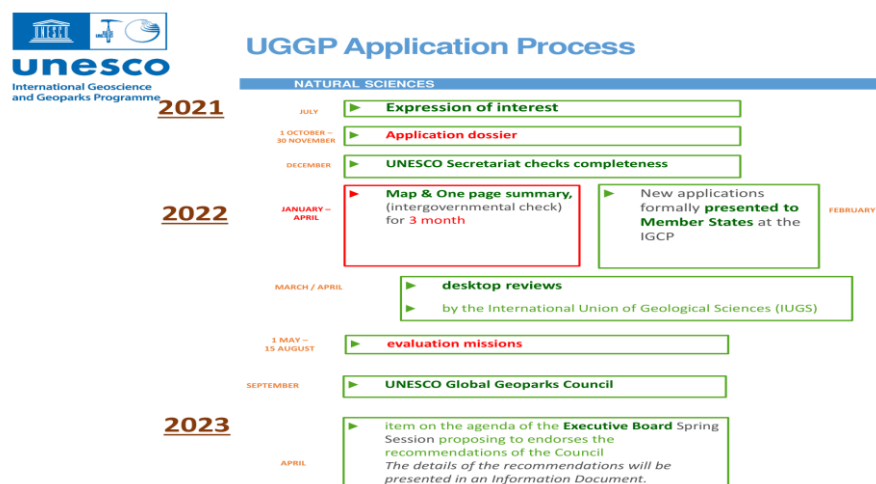 UGGP Application Process
unesco
International Geoscience
and Geoparks Programme
NATURAL SCIENCES
2021
JULY
Expression of interest
1 OCTOBER –
30 NOVEMBER
Application dossier
DECEMBER
UNESCO Secretariat checks completeness
2022
JANUARY –
APRIL
Map & One page summary,
(intergovernmental check)
for 3 month
New applications
formally presented to
Member States at the
IGCP
FEBRUARY
MARCH / APRIL
desktop reviews
by the International Union of Geological Sciences (IUGS)
1 MAY –
15 AUGUST
evaluation missions
SEPTEMBER
UNESCO Global Geoparks Council
2023
APRIL
item on the agenda of the Executive Board Spring
Session proposing to endorses the
recommendations of the Council
The details of the recommendations will be
presented in an Information Document.